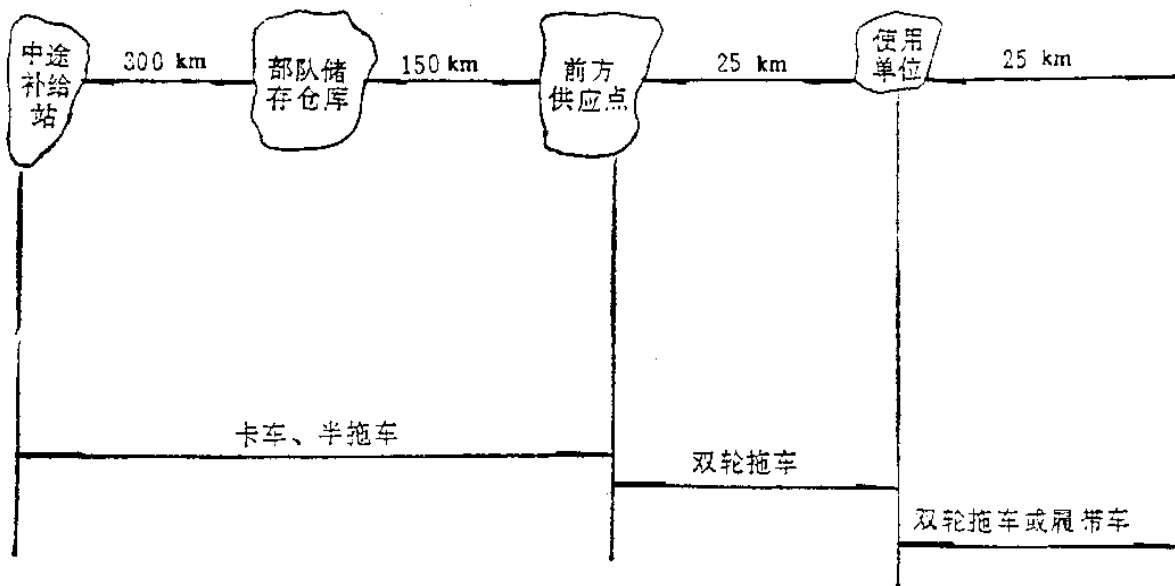 中途
补给
站
300 km
部队储
存仓库
150 km
前方
供应点
25 km
使用
单位
25 km
卡车、半拖车
双轮拖车
双轮拖车或履带车